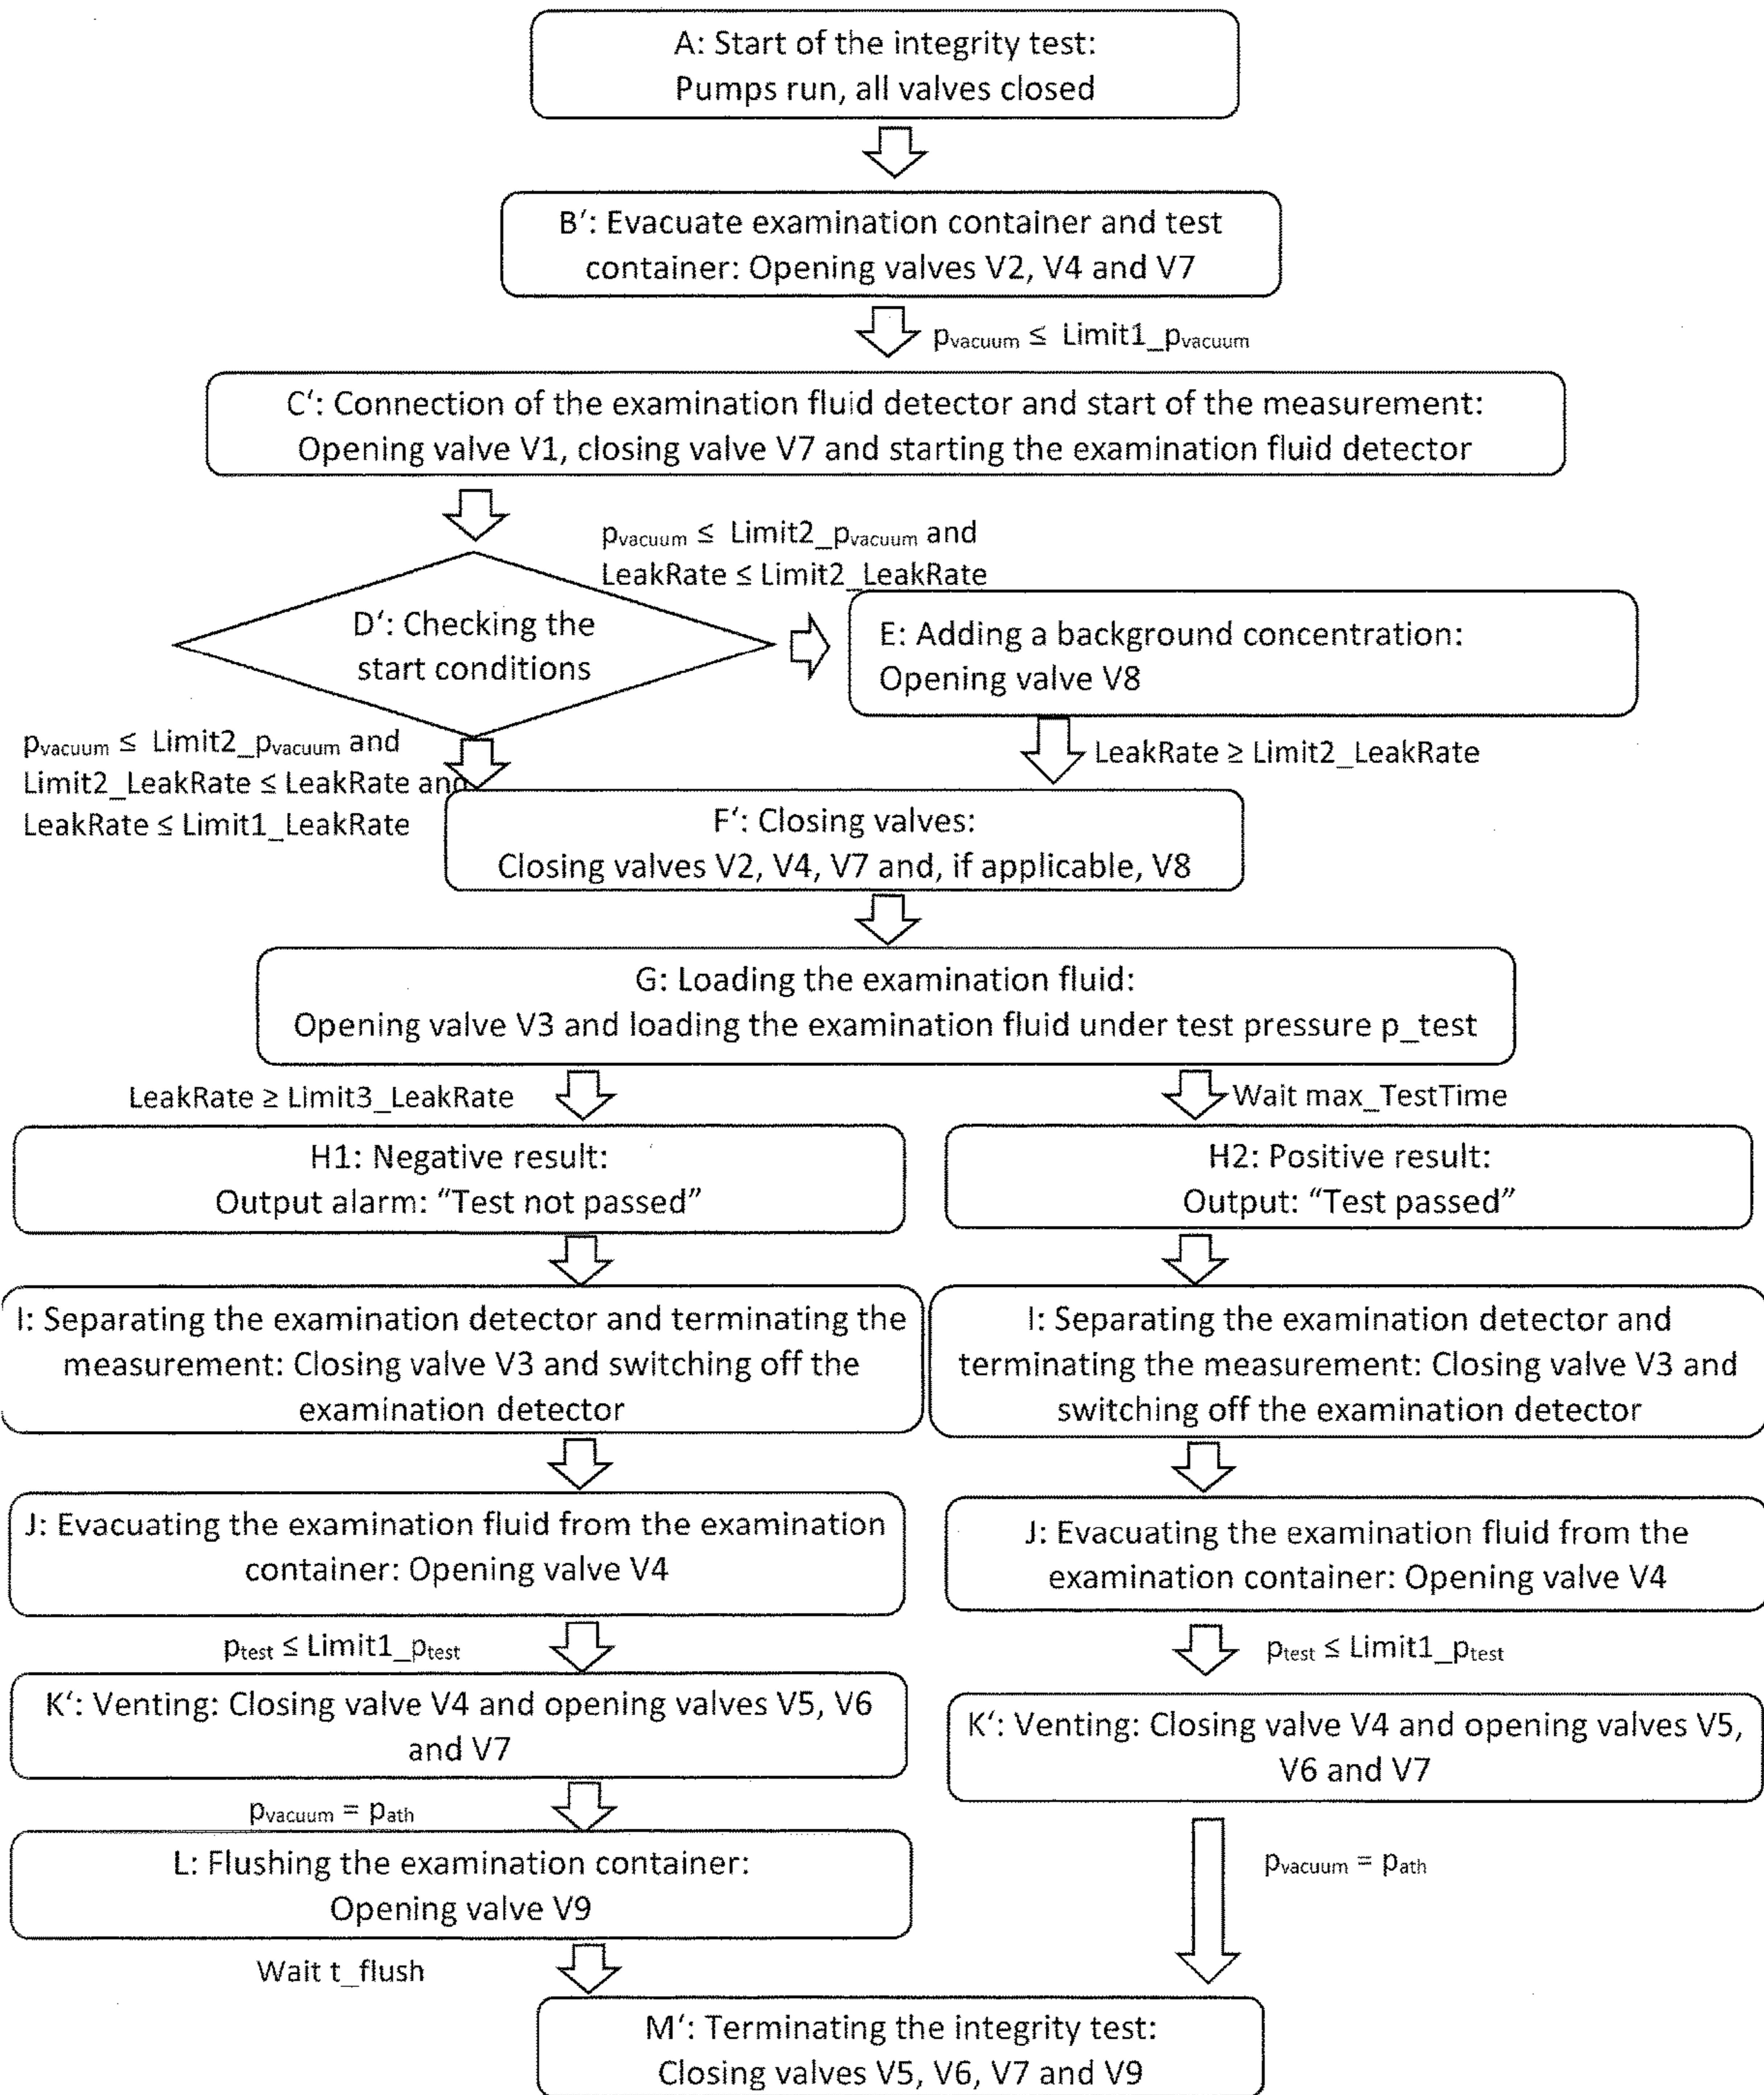 A: Start of the integrity test:
Pumps run, all valves closed
B‘: Evacuate examination container and test
container: Opening valves V2, V4 and V7
pvacuum ≤ Limit1_pvacuum
C‘: Connection of the examination fluid detector and start of the measurement:
Opening valve V1, closing valve V7 and starting the examination fluid detector
pvacuum ≤ Limit2_pvacuum and
LeakRate ≤ Limit2_LeakRate
D‘: Checking the
start conditions
E: Adding a background concentration:
Opening valve V8
pvacuum ≤ Limit2_pvacuum and
Limit2_LeakRate ≤ LeakRate and
LeakRate ≤ Limit1_LeakRate
LeakRate ≥ Limit2_LeakRate
F‘: Closing valves:
Closing valves V2, V4, V7 and, if applicable, V8
G: Loading the examination fluid:
Opening valve V3 and loading the examination fluid under test pressure p_test
LeakRate ≥ Limit3_LeakRate
Wait max_TestTime
H1: Negative result:
Output alarm: “Test not passed”
H2: Positive result:
Output: “Test passed”
I: Separating the examination detector and terminating the
measurement: Closing valve V3 and switching off the
examination detector
I: Separating the examination detector and
terminating the measurement: Closing valve V3 and
switching off the examination detector
J: Evacuating the examination fluid from the examination
container: Opening valve V4
J: Evacuating the examination fluid from the
examination container: Opening valve V4
ptest ≤ Limit1_ptest
ptest ≤ Limit1_ptest
K‘: Venting: Closing valve V4 and opening valves V5, V6
and V7
K‘: Venting: Closing valve V4 and opening valves V5,
V6 and V7
pvacuum = path
L: Flushing the examination container:
Opening valve V9
pvacuum = path
Wait t_flush
M‘: Terminating the integrity test:
Closing valves V5, V6, V7 and V9